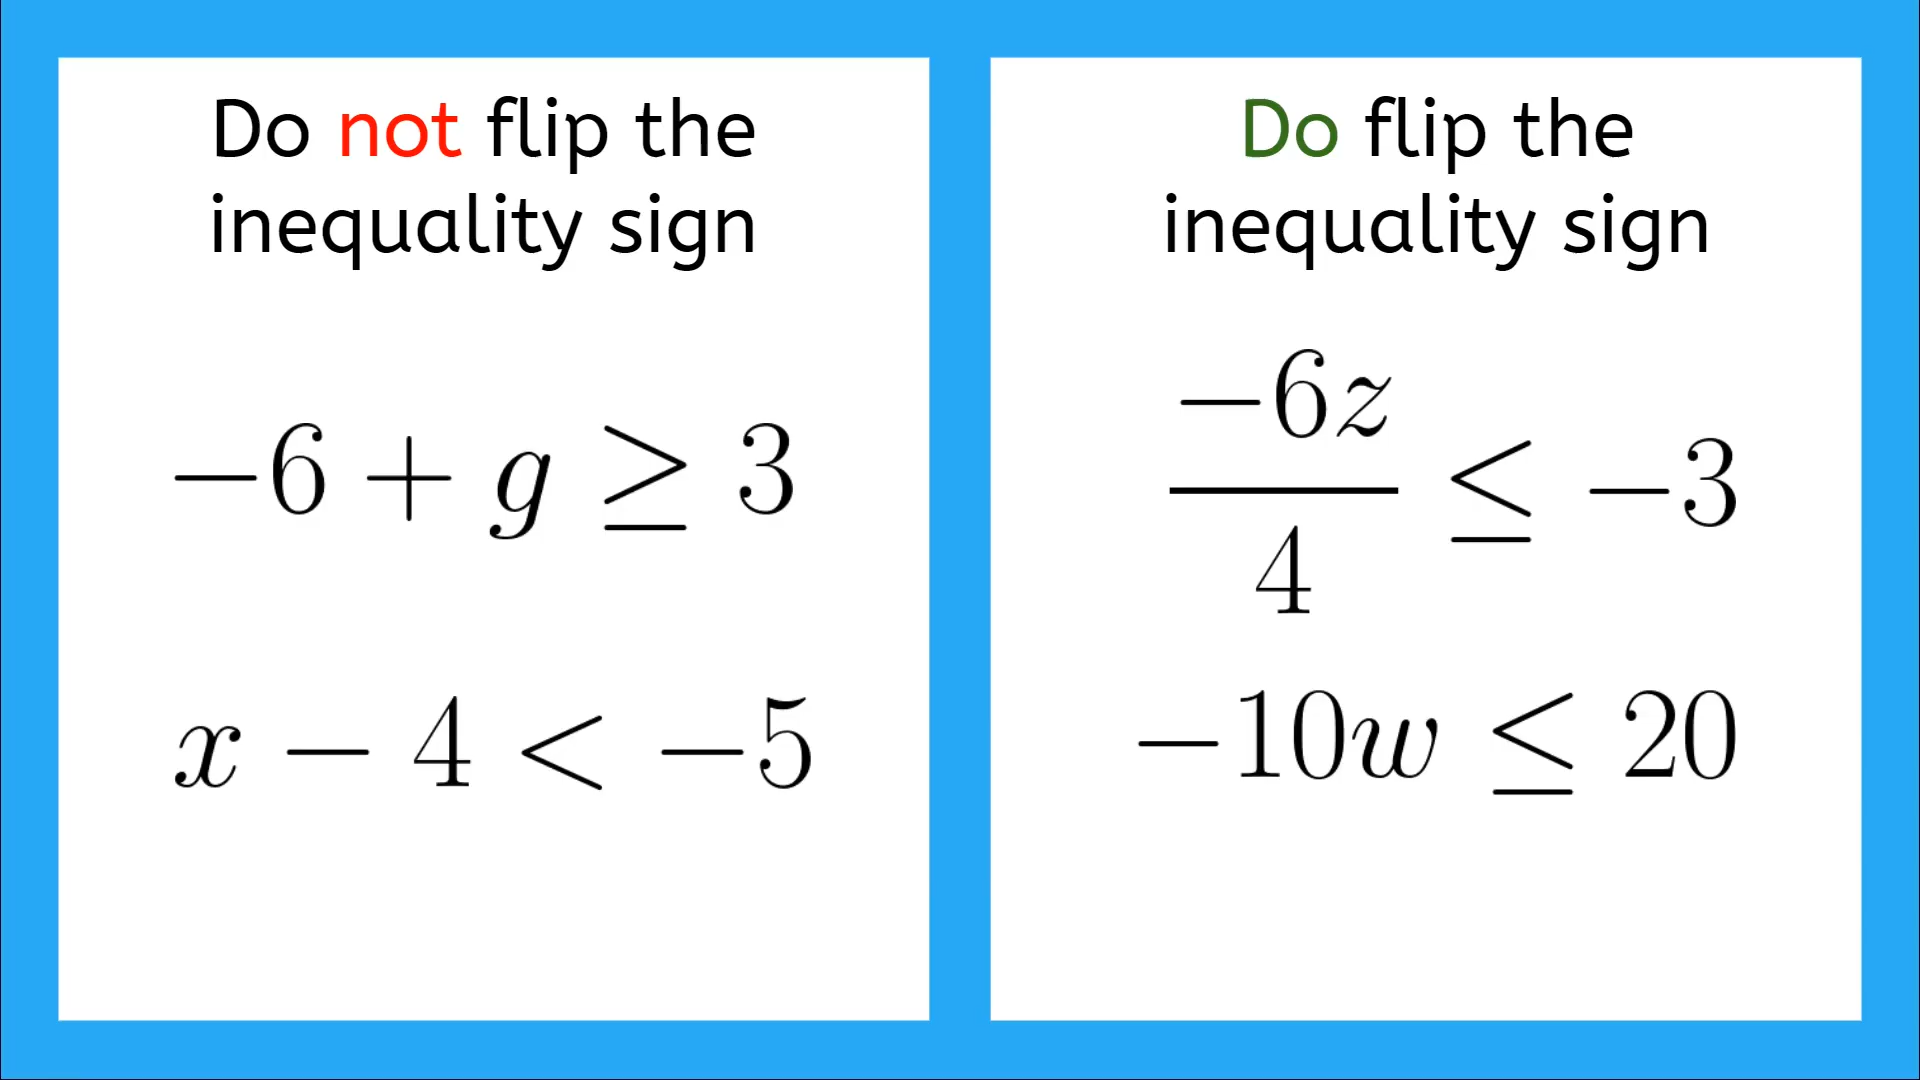 Do not flip the
inequality sign
−6 + g ≥ 3
x − 4 < −5
Do flip the
inequality sign
−6z
4
≤ −3
−10w ≤ 20